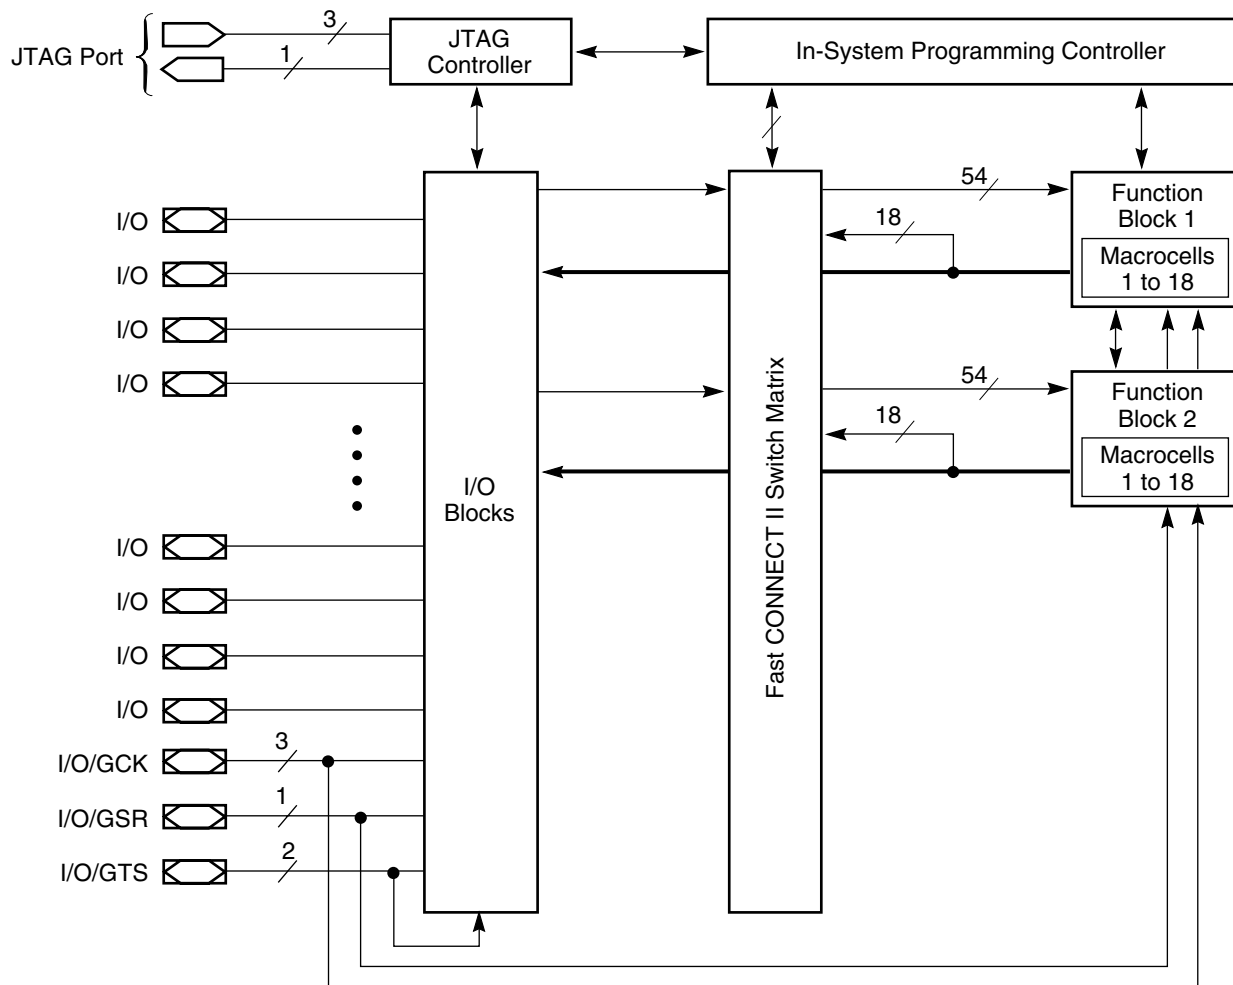 JTAG Port
3
1
JTAG
Controller
In-System Programming Controller
I/O
I/O
I/O
I/O
I/O
Blocks
Fast CONNECT II Switch Matrix
54
18
Function
Block 1
Macrocells
1 to 18
54
18
Function
Block 2
Macrocells
1 to 18
I/O
I/O
I/O
I/O
I/O/GCK
3
I/O/GSR
1
I/O/GTS
2